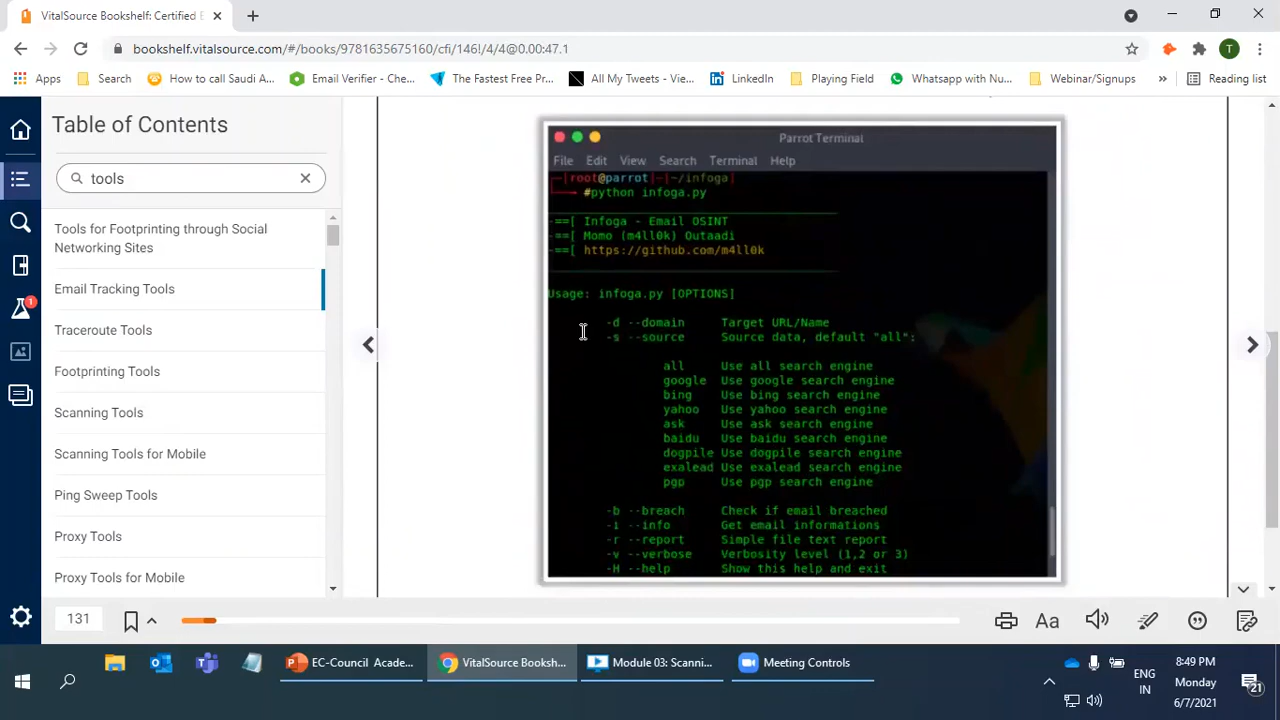 VitalSource Bookshelf: Certified E
bookshelf.vitalsource.com/#/books/9781635675160/cfi/146!/4/4@0.00:47.1
T
Apps
Search
How to call Saudi A...
Email Verifier - Che...
The Fastest Free Pr...
All My Tweets - Vie...
LinkedIn
Playing Field
Whatsapp with Nu...
Webinar/Signups
»
Reading list
Table of Contents
tools
Tools for Footprinting through Social
Networking Sites
Email Tracking Tools
Traceroute Tools
Footprinting Tools
Scanning Tools
Scanning Tools for Mobile
Ping Sweep Tools
Proxy Tools
Proxy Tools for Mobile
1
Parrot Terminal
File Edit View Search Terminal Help
[root@parrot]-[~/infoga]
#python infoga.py
-==[ Infoga - Email OSINT
-==[ Momo (m4ll0k) Outaadi
-==[ https://github.com/m4ll0k
Usage: infoga.py [OPTIONS]
-d --domain Target URL/Name
-s --source Source data, default "all":
all Use all search engine
google Use google search engine
bing Use bing search engine
yahoo Use yahoo search engine
ask Use ask search engine
baidu Use baidu search engine
dogpile Use dogpile search engine
exalead Use exalead search engine
pgp Use pgp search engine
-b --breach Check if email breached
-i --info Get email informations
-r --report Simple file text report
-v --verbose Verbosity level (1,2 or 3)
-H --help Show this help and exit
131
Aa
EC-Council Acade...
VitalSource Booksh...
Module 03: Scanni...
Meeting Controls
ENG
IN
8:49 PM
Monday
6/7/2021
21